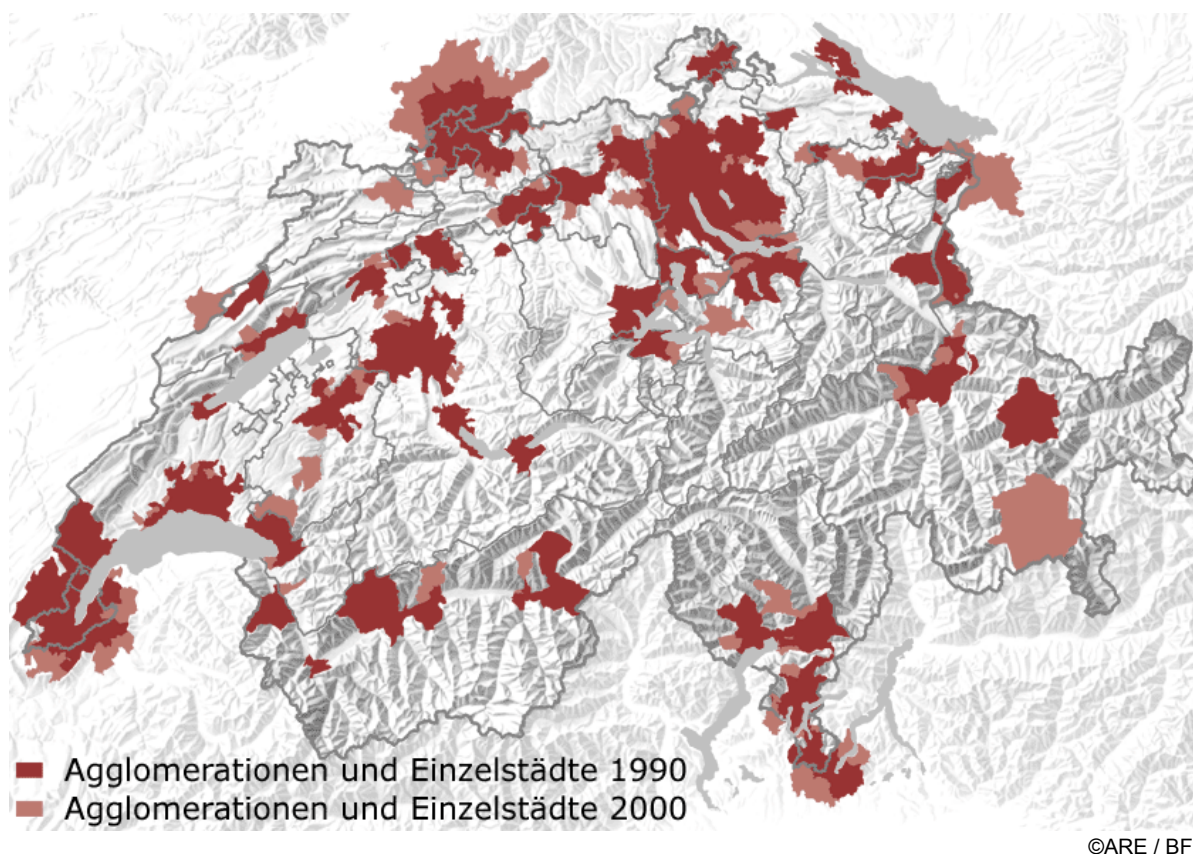 Agglomerationen und Einzelstädte 1990
Agglomerationen und Einzelstädte 2000
©ARE / BF